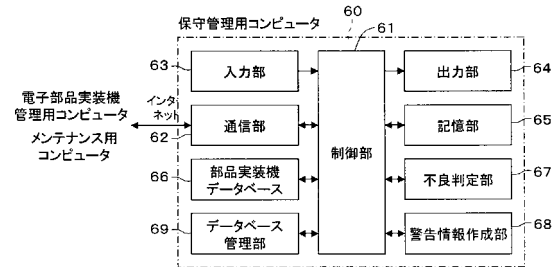 保守管理用コンピュータ
60
61
63
入力部
出力部
64
電子部品実装機
管理用コンピュータ
メンテナンス用
コンピュータ
インタ
ーネット
62
通信部
制御部
記憶部
65
66
部品実装機
データベース
不良判定部
67
69
データベース
管理部
警告情報作成部
68